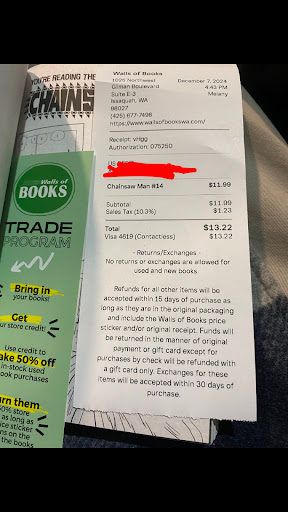 YOU'RE READING THE
CHAINS
Walls of
BOOKS
TRADE
PROGRAM
Bring in
your books!
Get
our store credit!
Use credit to
ake 50% off
in-stock used
ook purchases
urn them
50% store
as long as
ice sticker
ns on the
the books
Walls of Books
1025 Northwest
Gilman Boulevard
Suite E-3
Issaquah, WA
98027
(425) 677-7498
https://www.wallsofbookswa.com/
December 7, 2024
4:43 PM
Melany
Receipt: vrlgg
Authorization: 075250
US
Chainsaw Man #14 $11.99
Subtotal $11.99
Sales Tax (10.3%) $1.23
Total $13.22
Visa 4619 (Contactless) $13.22
- Returns/Exchanges -
No returns or exchanges are allowed for
used and new books.
Refunds for all other items will be
accepted within 15 days of purchase as
long as they are in the original packaging
and include the Walls of Books price
sticker and/or original receipt. Funds will
be returned in the manner of original
payment or gift card except for
purchases by check will be refunded with
a gift card only. Exchanges for these
items will be accepted within 30 days of
purchase.